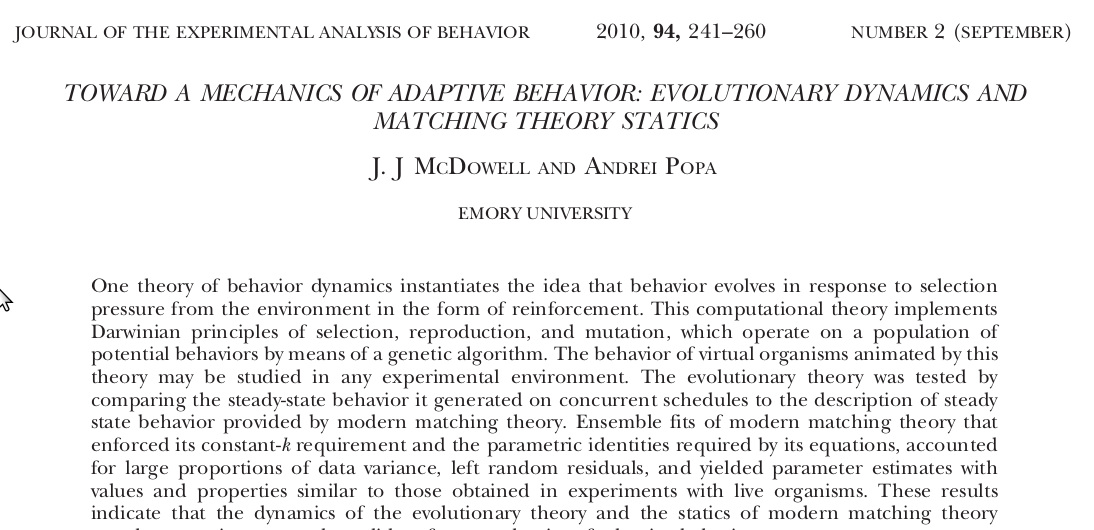 JOURNAL OF THE EXPERIMENTAL ANALYSIS OF BEHAVIOR 2010, 94, 241–260 NUMBER 2 (SEPTEMBER)
TOWARD A MECHANICS OF ADAPTIVE BEHAVIOR: EVOLUTIONARY DYNAMICS AND
MATCHING THEORY STATICS
J. J McDowell and Andrei Popa
EMORY UNIVERSITY
One theory of behavior dynamics instantiates the idea that behavior evolves in response to selection
pressure from the environment in the form of reinforcement. This computational theory implements
Darwinian principles of selection, reproduction, and mutation, which operate on a population of
potential behaviors by means of a genetic algorithm. The behavior of virtual organisms animated by this
theory may be studied in any experimental environment. The evolutionary theory was tested by
comparing the steady-state behavior it generated on concurrent schedules to the description of steady
state behavior provided by modern matching theory. Ensemble fits of modern matching theory that
enforced its constant-k requirement and the parametric identities required by its equations, accounted
for large proportions of data variance, left random residuals, and yielded parameter estimates with
values and properties similar to those obtained in experiments with live organisms. These results
indicate that the dynamics of the evolutionary theory and the statics of modern matching theory